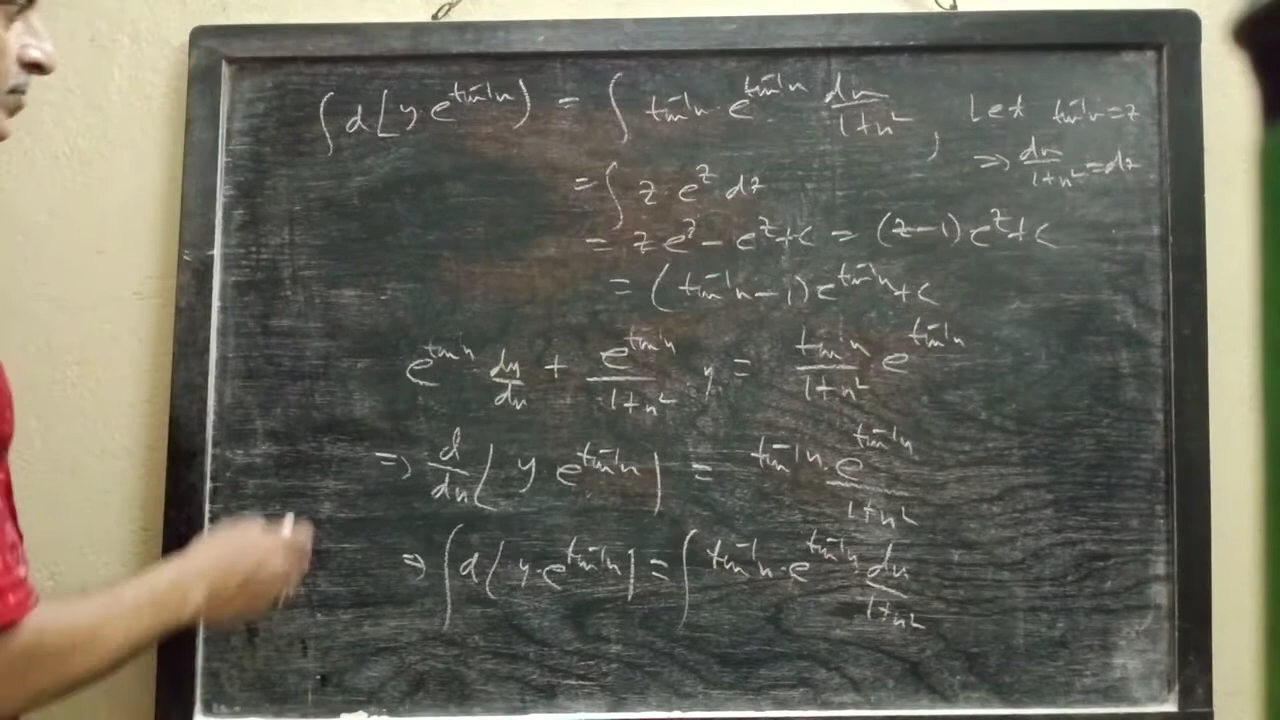 ∫ d(y e^{tan⁻¹x}) = ∫ tan⁻¹x · e^{tan⁻¹x} dx/(1+x²), Let tan⁻¹x = z
⇒ dx/(1+x²) = dz
= ∫ z · e^z dz
= z e^z − e^z + c = (z−1) e^z + c
= (tan⁻¹x − 1) e^{tan⁻¹x} + c
e^{tan⁻¹x} dy/dx + e^{tan⁻¹x}/(1+x²) y = tan⁻¹x/(1+x²) e^{tan⁻¹x}
⇒ d/dx (y e^{tan⁻¹x}) = tan⁻¹x · e^{tan⁻¹x}/(1+x²)
⇒ ∫ d(y · e^{tan⁻¹x}) = ∫ tan⁻¹x · e^{tan⁻¹x} dx/(1+x²)